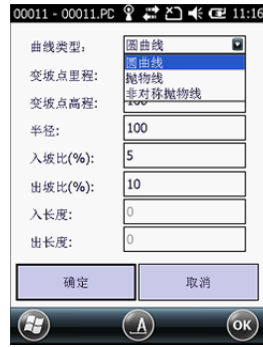 00011 - 00011.PC 11:16
曲线类型: 圆曲线
圆曲线
抛物线
非对称抛物线
变坡点里程:
变坡点高程: 100
半径: 100
入坡比(%): 5
出坡比(%): 10
入长度: 0
出长度: 0
确定 取消
A OK